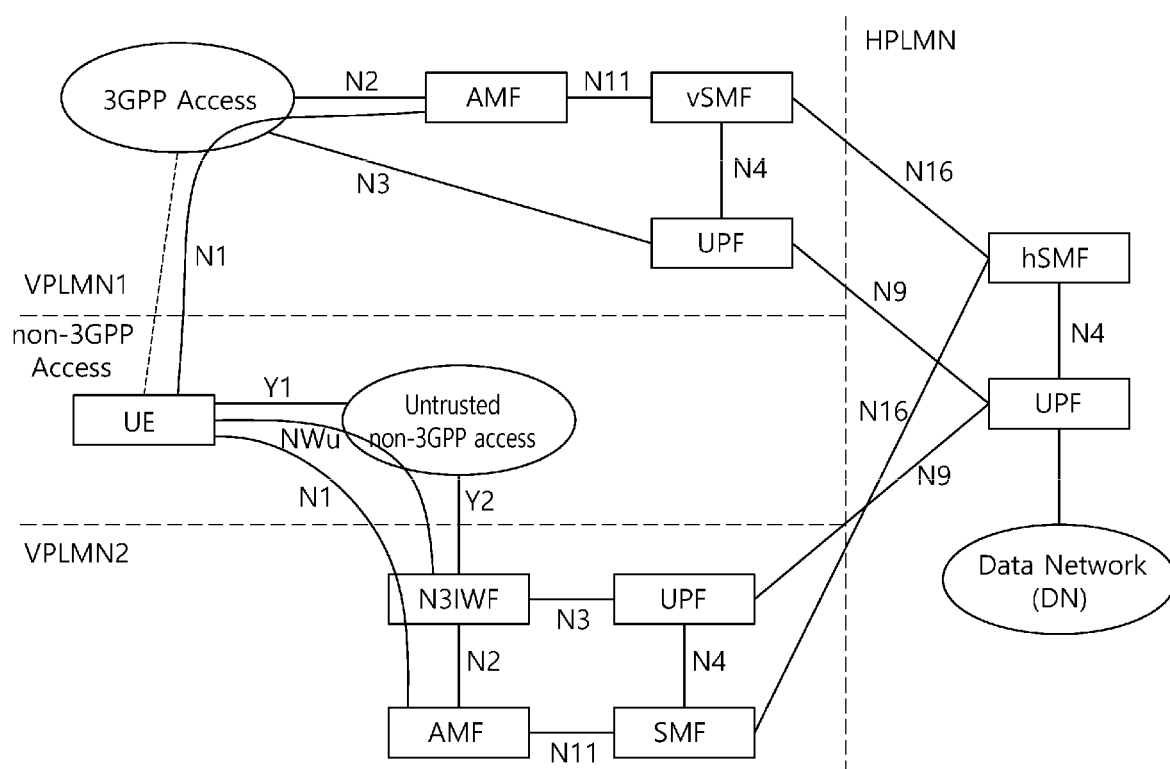 HPLMN
3GPP Access
N2
AMF
N11
vSMF
N16
N3
N4
N1
UPF
hSMF
VPLMN1
N9
N4
non-3GPP
Access
UE
Y1
NWu
N1
Untrusted
non-3GPP access
Y2
N16
UPF
N9
VPLMN2
N3IWF
N3
UPF
Data Network
(DN)
N2
N4
AMF
N11
SMF